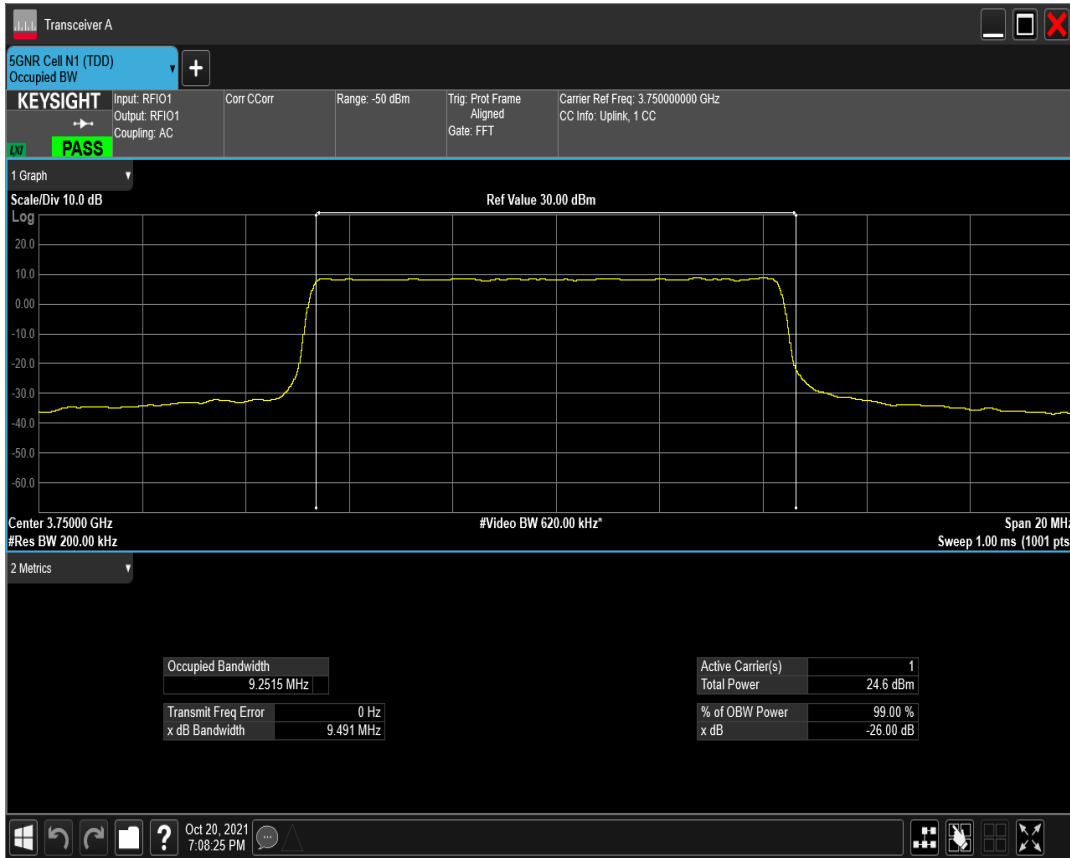 Transceiver A
5GNR Cell N1 (TDD)
Occupied BW
+
KEYSIGHT
Input: RFIO1
Output: RFIO1
Coupling: AC
Corr CCorr
Range: -50 dBm
Trig: Prot Frame
Aligned
Gate: FFT
Carrier Ref Freq: 3.750000000 GHz
CC Info: Uplink, 1 CC
LXI
PASS
1 Graph
Scale/Div 10.0 dB
Ref Value 30.00 dBm
Log
20.0
10.0
0.00
-10.0
-20.0
-30.0
-40.0
-50.0
-60.0
Center 3.75000 GHz
#Video BW 620.00 kHz*
Span 20 MHz
#Res BW 200.00 kHz
Sweep 1.00 ms (1001 pts
2 Metrics
Occupied Bandwidth
9.2515 MHz
Transmit Freq Error 0 Hz
x dB Bandwidth 9.491 MHz
Active Carrier(s) 1
Total Power 24.6 dBm
% of OBW Power 99.00 %
x dB -26.00 dB
?
Oct 20, 2021
7:08:25 PM